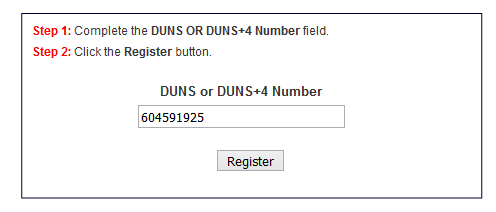 Step 1: Complete the DUNS OR DUNS+4 Number field.
Step 2: Click the Register button.
DUNS or DUNS+4 Number
604591925
Register